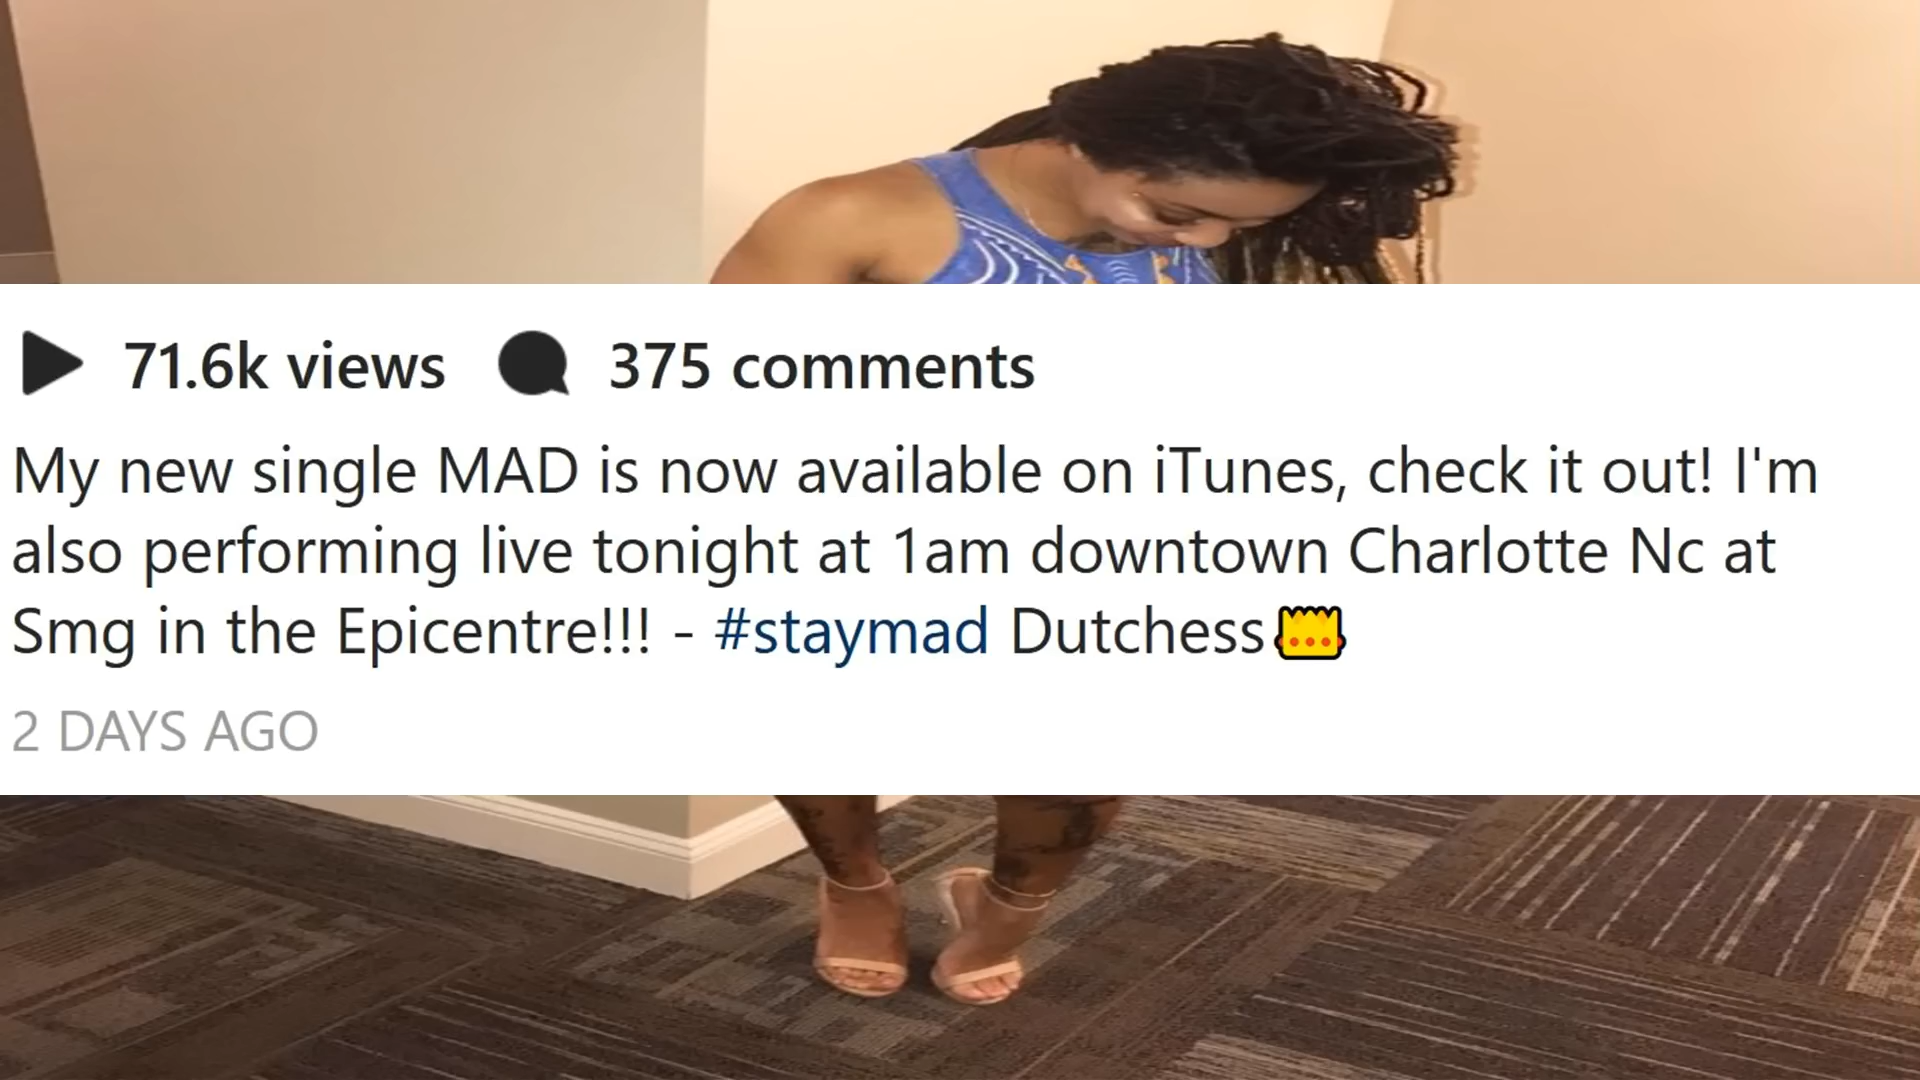 71.6k views 375 comments
My new single MAD is now available on iTunes, check it out! I'm
also performing live tonight at 1am downtown Charlotte Nc at
Smg in the Epicentre!!! - #staymad Dutchess
2 DAYS AGO